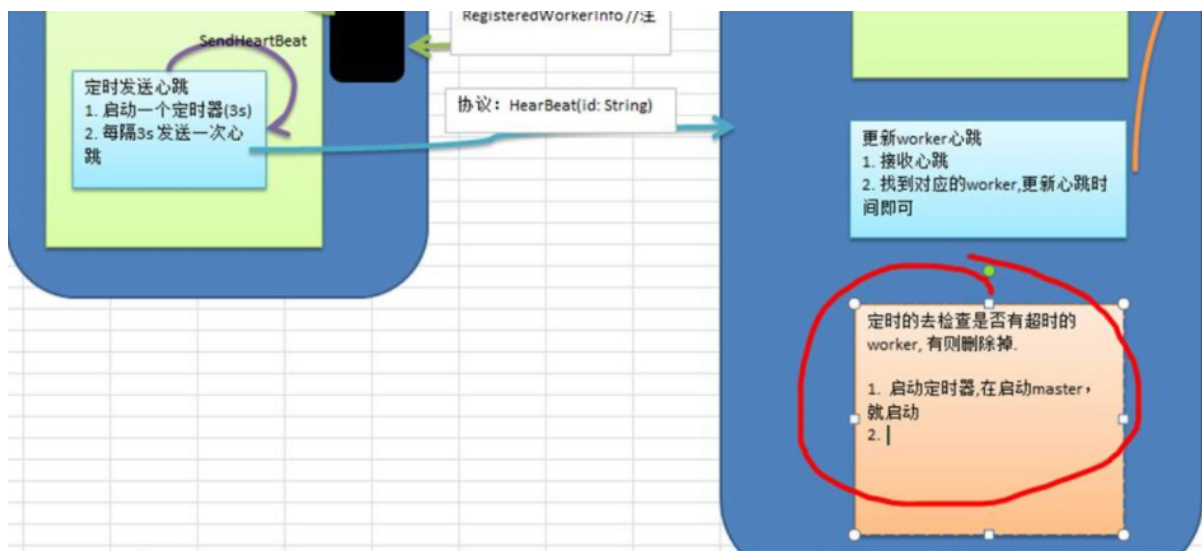 RegisteredWorkerInfo //注
SendHeartBeat
定时发送心跳
1. 启动一个定时器(3s)
2. 每隔3s 发送一次心
跳
协议：HearBeat(id: String)
更新worker心跳
1. 接收心跳
2. 找到对应的worker,更新心跳时
间即可
定时的去检查是否有超时的
worker, 有则删除掉.
1. 启动定时器,在启动master，
就启动
2.